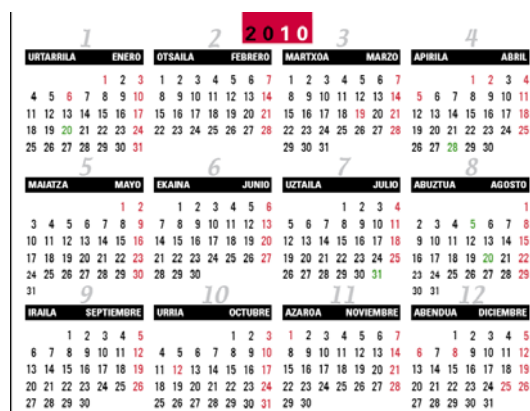 2010
1 2 3 4
URTARRILA ENERO OTSAILA FEBRERO MARTXOA MARZO APIRILA ABRIL
1 2 3 1 2 3 4 5 6 7 1 2 3 4 5 6 7 1 2 3 4
4 5 6 7 8 9 10 8 9 10 11 12 13 14 8 9 10 11 12 13 14 5 6 7 8 9 10 11
11 12 13 14 15 16 17 15 16 17 18 19 20 21 15 16 17 18 19 20 21 12 13 14 15 16 17 18
18 19 20 21 22 23 24 22 23 24 25 26 27 28 22 23 24 25 26 27 28 19 20 21 22 23 24 25
25 26 27 28 29 30 31 29 30 31 26 27 28 29 30
5 6 7 8
MAIATZA MAYO EKAINA JUNIO UZTAILA JULIO ABUZTUA AGOSTO
1 2 1 2 3 4 5 6 1 2 3 4 1
3 4 5 6 7 8 9 7 8 9 10 11 12 13 5 6 7 8 9 10 11 2 3 4 5 6 7 8
10 11 12 13 14 15 16 14 15 16 17 18 19 20 12 13 14 15 16 17 18 9 10 11 12 13 14 15
17 18 19 20 21 22 23 21 22 23 24 25 26 27 19 20 21 22 23 24 25 16 17 18 19 20 21 22
24 25 26 27 28 29 30 28 29 30 26 27 28 29 30 31 23 24 25 26 27 28 29
31 30 31
9 10 11 12
IRAILA SEPTIEMBRE URRIA OCTUBRE AZAROA NOVIEMBRE ABENDUA DICIEMBRE
1 2 3 4 5 1 2 3 1 2 3 4 5 6 7 1 2 3 4 5
6 7 8 9 10 11 12 4 5 6 7 8 9 10 8 9 10 11 12 13 14 6 7 8 9 10 11 12
13 14 15 16 17 18 19 11 12 13 14 15 16 17 15 16 17 18 19 20 21 13 14 15 16 17 18 19
20 21 22 23 24 25 26 18 19 20 21 22 23 24 22 23 24 25 26 27 28 20 21 22 23 24 25 26
27 28 29 30 25 26 27 28 29 30 31 29 30 27 28 29 30 31